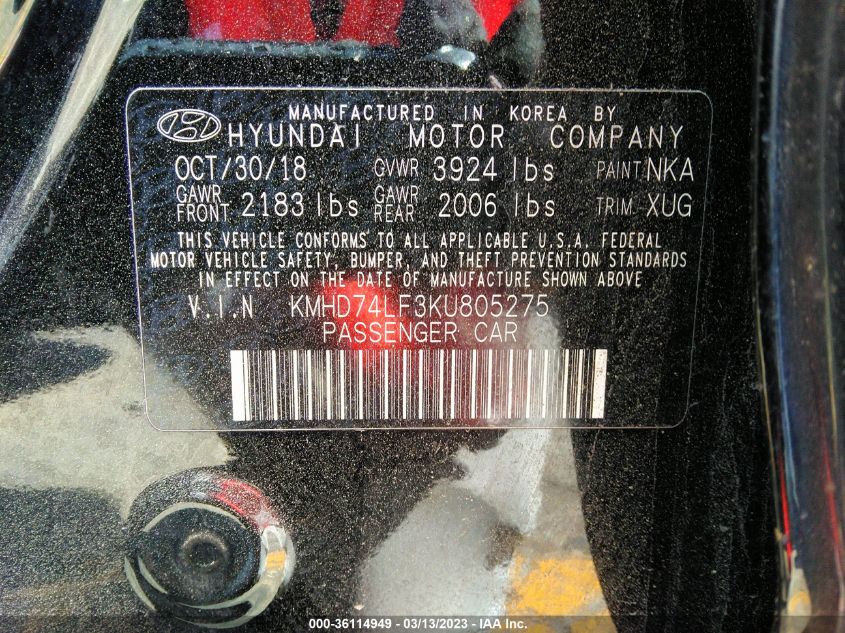 MANUFACTURED IN KOREA BY
HYUNDAI MOTOR COMPANY
OCT/30/18 GVWR 3924 lbs PAINT NKA
GAWR FRONT 2183 lbs GAWR REAR 2006 lbs TRIM XUG
THIS VEHICLE CONFORMS TO ALL APPLICABLE U.S.A. FEDERAL
MOTOR VEHICLE SAFETY, BUMPER, AND THEFT PREVENTION STANDARDS
IN EFFECT ON THE DATE OF MANUFACTURE SHOWN ABOVE
V.I.N KMHD74LF3KU805275
PASSENGER CAR
000-36114949 - 03/13/2023 - IAA Inc.